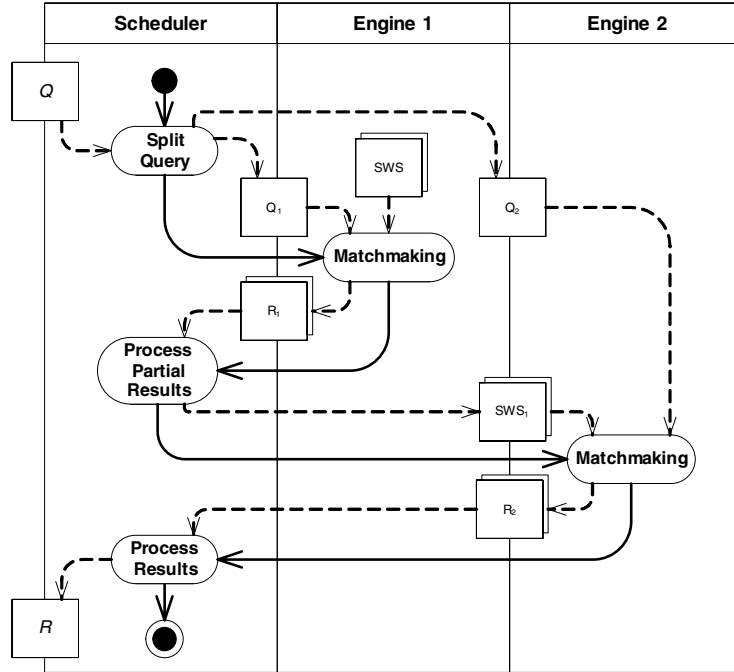 Scheduler
Engine 1
Engine 2
Q
Split
Query
SWS
Q₁
Q₂
Matchmaking
R₁
Process
Partial
Results
SWS₁
Matchmaking
R₂
Process
Results
R